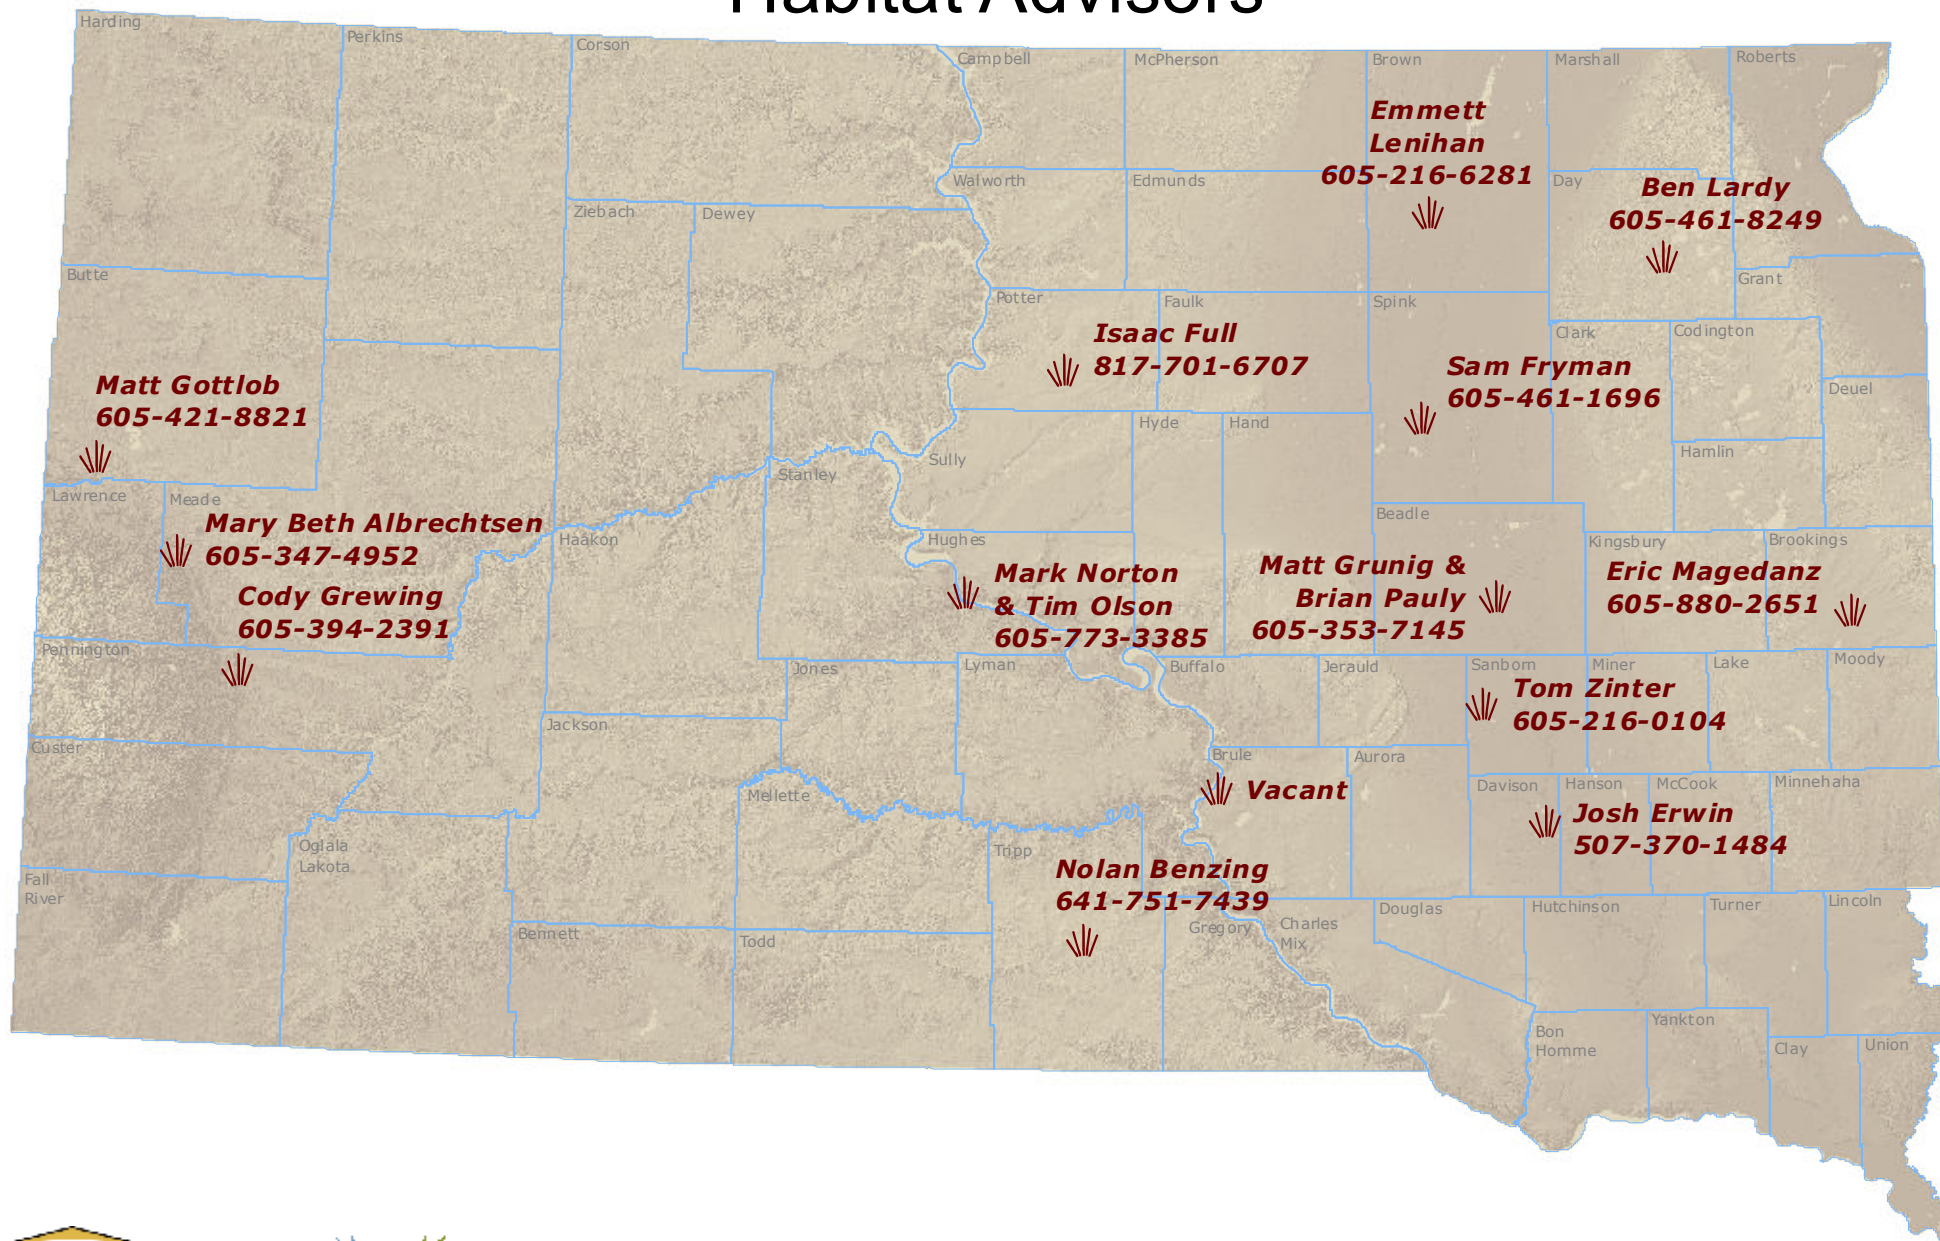 Habitat Advisors
Harding
Perkins
Corson
Campbell
McPherson
Brown
Marshall
Roberts
Emmett
Lenihan
605-216-6281
Walworth
Edmunds
Day
Ben Lardy
605-461-8249
Ziebach
Dewey
Butte
Potter
Faulk
Spink
Grant
Isaac Full
817-701-6707
Clark
Codington
Sam Fryman
605-461-1696
Matt Gottlob
605-421-8821
Deuel
Hyde
Hand
Hamlin
Sully
Stanley
Lawrence
Meade
Mary Beth Albrechtsen
605-347-4952
Beadle
Haakon
Hughes
Kingsbury
Brookings
Mark Norton
& Tim Olson
605-773-3385
Matt Grunig &
Brian Pauly
605-353-7145
Eric Magedanz
605-880-2651
Cody Grewing
605-394-2391
Pennington
Jones
Lyman
Buffalo
Jerauld
Sanborn
Miner
Lake
Moody
Tom Zinter
605-216-0104
Jackson
Custer
Brule
Aurora
Mellette
Vacant
Davison
Hanson
McCook
Minnehaha
Josh Erwin
507-370-1484
Oglala
Lakota
Tripp
Nolan Benzing
641-751-7439
Fall
River
Gregory
Charles
Mix
Douglas
Hutchinson
Turner
Lincoln
Bennett
Todd
Bon
Homme
Yankton
Clay
Union